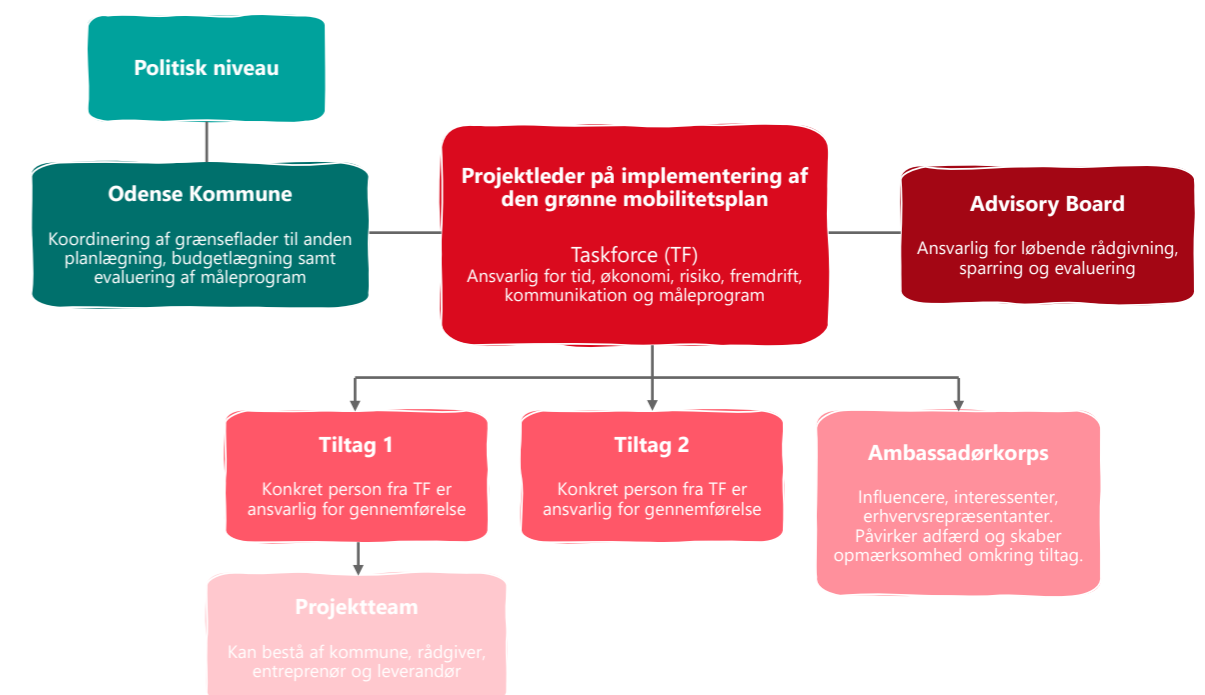 Politisk niveau
Odense Kommune
Koordinering af grænseflader til anden
planlægning, budgetlægning samt
evaluering af måleprogram
Projektleder på implementering af
den grønne mobilitetsplan
Taskforce (TF)
Ansvarlig for tid, økonomi, risiko, fremdrift,
kommunikation og måleprogram
Advisory Board
Ansvarlig for løbende rådgivning,
sparring og evaluering
Tiltag 1
Konkret person fra TF er
ansvarlig for gennemførelse
Tiltag 2
Konkret person fra TF er
ansvarlig for gennemførelse
Ambassadørkorps
Influencere, interessenter,
erhvervsrepræsentanter.
Påvirker adfærd og skaber
opmærksomhed omkring tiltag.
Projektteam
Kan bestå af kommune, rådgiver,
entreprenør og leverandør